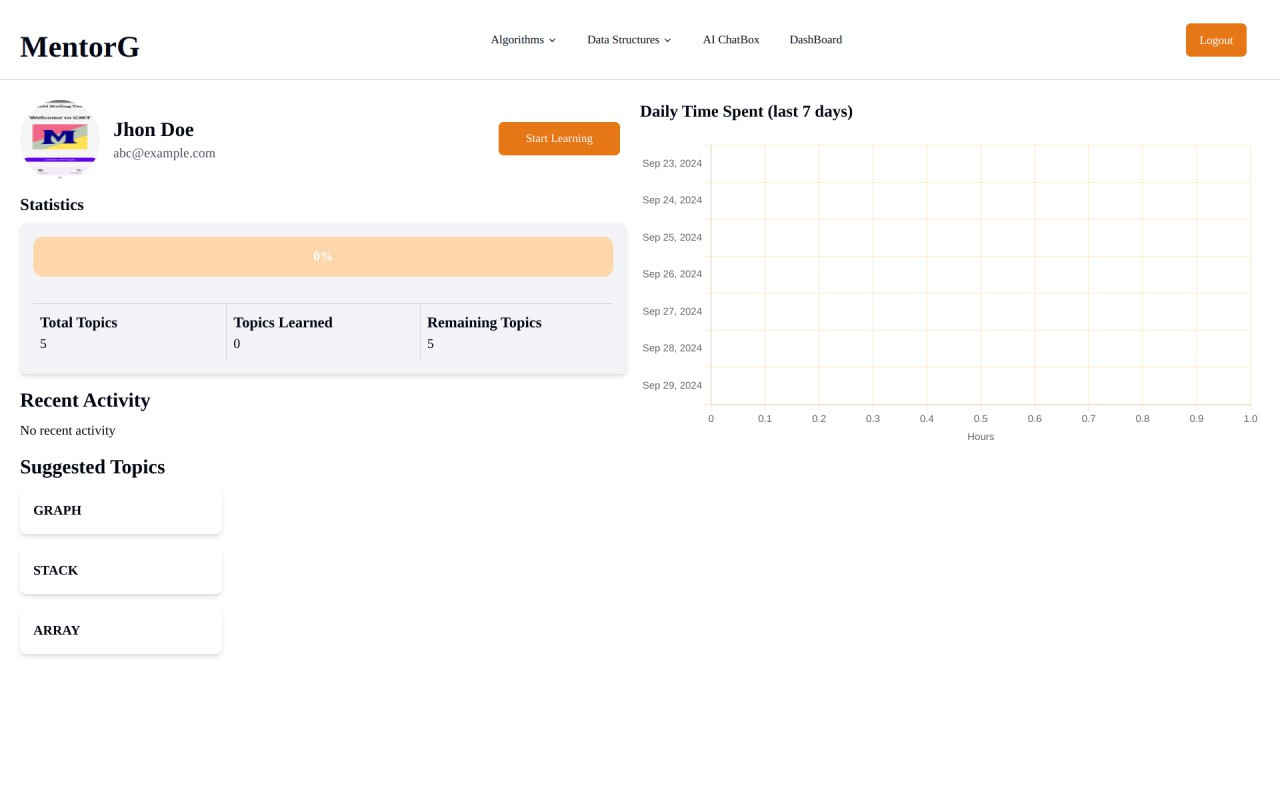 MentorG
Algorithms
Data Structures
AI ChatBox
DashBoard
Logout
Welcome to GMT
M
Jhon Doe
abc@example.com
Start Learning
Statistics
0%
Total Topics
Topics Learned
Remaining Topics
5
0
5
Recent Activity
No recent activity
Suggested Topics
GRAPH
STACK
ARRAY
Daily Time Spent (last 7 days)
Sep 23, 2024
Sep 24, 2024
Sep 25, 2024
Sep 26, 2024
Sep 27, 2024
Sep 28, 2024
Sep 29, 2024
0 0.1 0.2 0.3 0.4 0.5 0.6 0.7 0.8 0.9 1.0
Hours